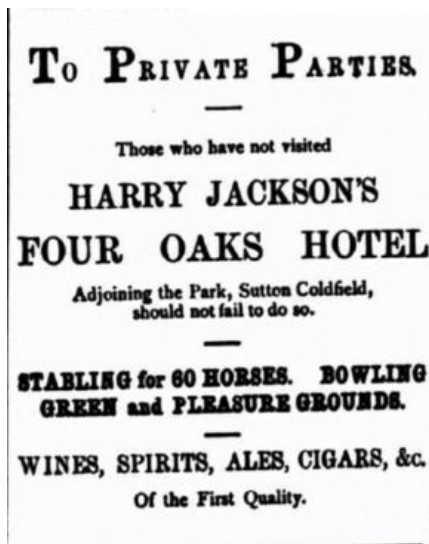 To Private Parties.
Those who have not visited
HARRY JACKSON'S
FOUR OAKS HOTEL
Adjoining the Park, Sutton Coldfield,
should not fail to do so.
STABLING for 60 HORSES. BOWLING
GREEN and PLEASURE GROUNDS.
WINES, SPIRITS, ALES, CIGARS, &c.
Of the First Quality.